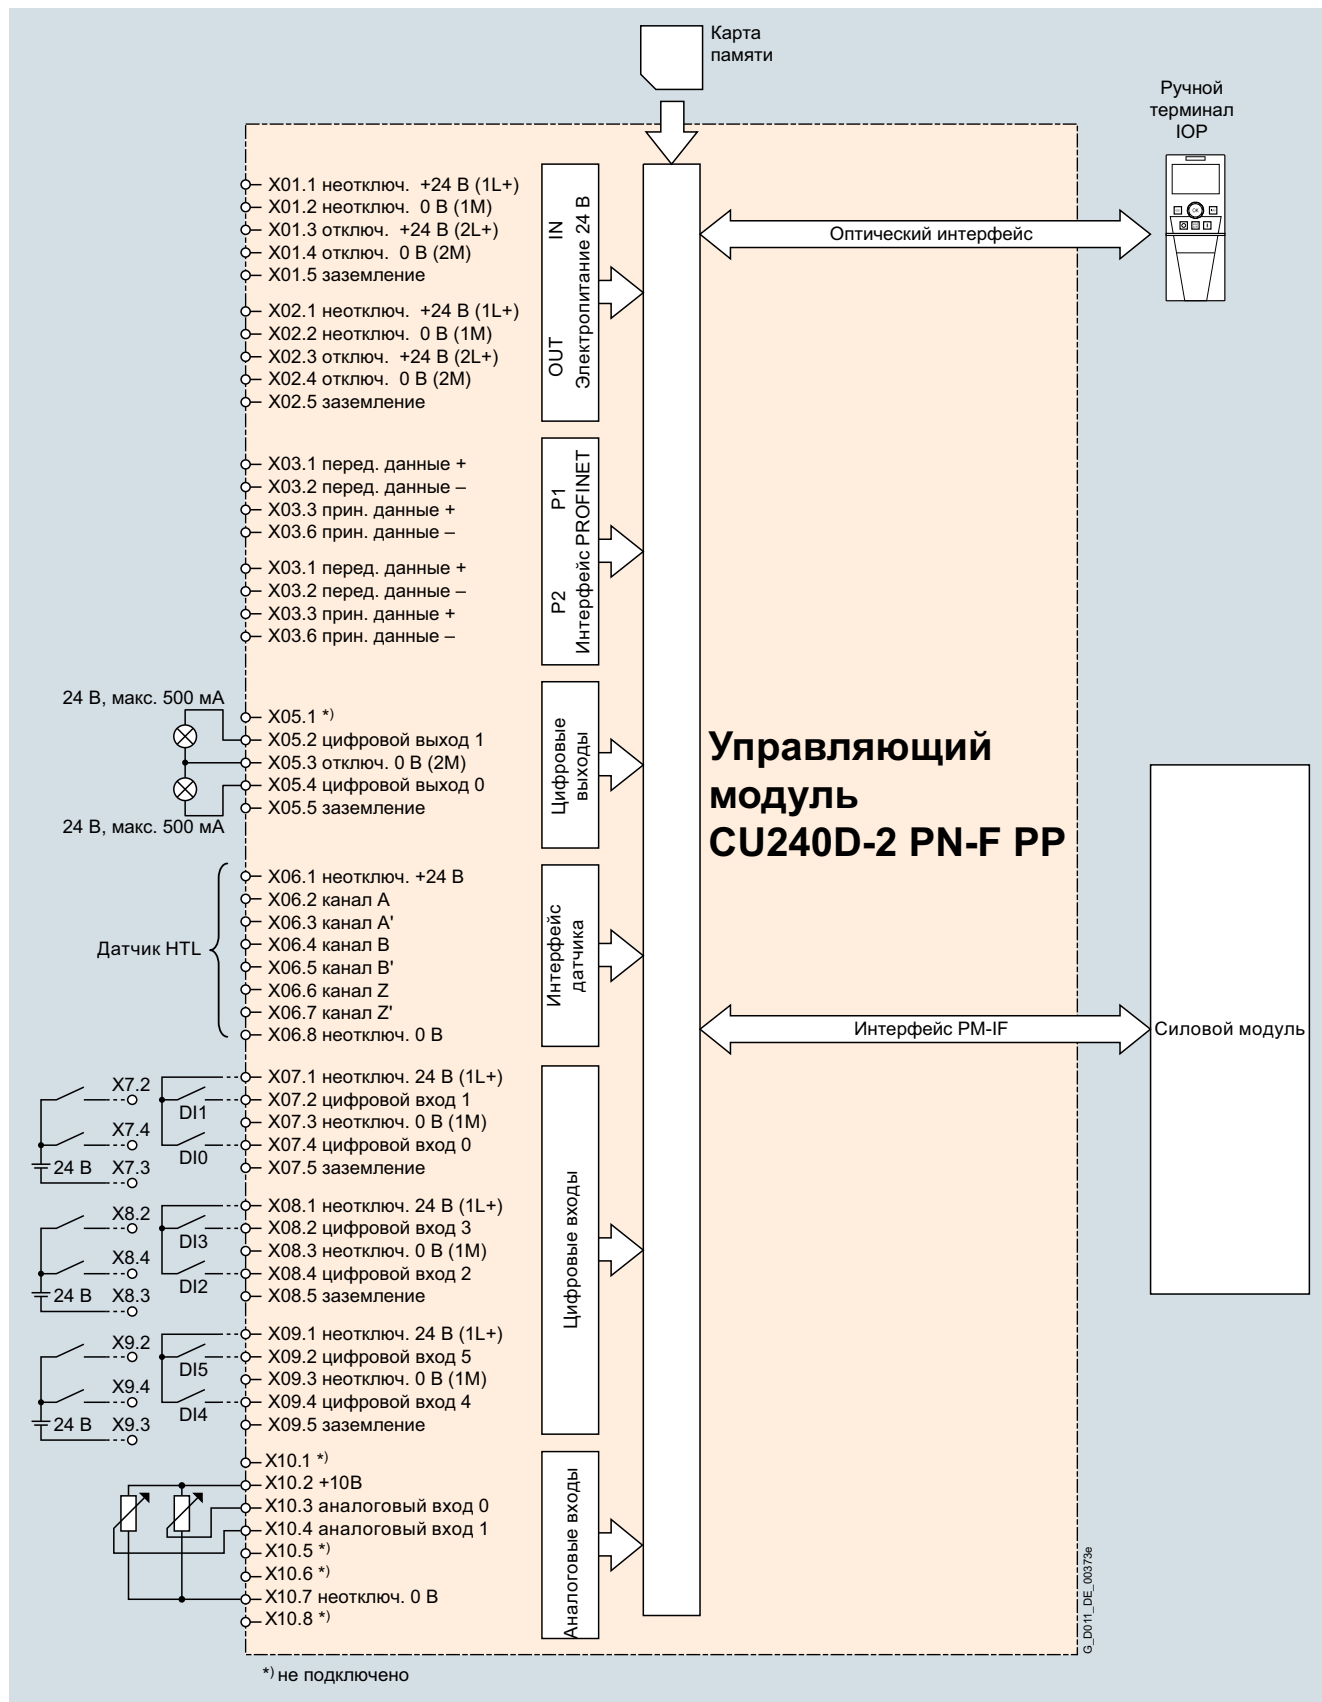 Карта
памяти
Ручной
терминал
IOP
X01.1 неотключ. +24 В (1L+)
X01.2 неотключ. 0 В (1M)
X01.3 отключ. +24 В (2L+)
X01.4 отключ. 0 В (2M)
X01.5 заземление
X02.1 неотключ. +24 В (1L+)
X02.2 неотключ. 0 В (1M)
X02.3 отключ. +24 В (2L+)
X02.4 отключ. 0 В (2M)
X02.5 заземление
IN
OUT
Электропитание 24 В
Оптический интерфейс
X03.1 перед. данные +
X03.2 перед. данные –
X03.3 прин. данные +
X03.6 прин. данные –
X03.1 перед. данные +
X03.2 перед. данные –
X03.3 прин. данные +
X03.6 прин. данные –
P1
P2
Интерфейс PROFINET
24 В, макс. 500 мА
X05.1 *)
X05.2 цифровой выход 1
X05.3 отключ. 0 В (2M)
X05.4 цифровой выход 0
X05.5 заземление
24 В, макс. 500 мА
Цифровые
выходы
Управляющий
модуль
CU240D-2 PN-F PP
Датчик HTL
X06.1 неотключ. +24 В
X06.2 канал A
X06.3 канал A'
X06.4 канал B
X06.5 канал B'
X06.6 канал Z
X06.7 канал Z'
X06.8 неотключ. 0 В
Интерфейс
датчика
Интерфейс PM-IF
Силовой модуль
X7.2
X7.4
24 В
X7.3
DI1
DI0
X07.1 неотключ. 24 В (1L+)
X07.2 цифровой вход 1
X07.3 неотключ. 0 В (1M)
X07.4 цифровой вход 0
X07.5 заземление
X8.2
X8.4
24 В
X8.3
DI3
DI2
X08.1 неотключ. 24 В (1L+)
X08.2 цифровой вход 3
X08.3 неотключ. 0 В (1M)
X08.4 цифровой вход 2
X08.5 заземление
X9.2
X9.4
24 В
X9.3
DI5
DI4
X09.1 неотключ. 24 В (1L+)
X09.2 цифровой вход 5
X09.3 неотключ. 0 В (1M)
X09.4 цифровой вход 4
X09.5 заземление
Цифровые входы
X10.1 *)
X10.2 +10В
X10.3 аналоговый вход 0
X10.4 аналоговый вход 1
X10.5 *)
X10.6 *)
X10.7 неотключ. 0 В
X10.8 *)
Аналоговые входы
G_D011_DE_00373e
*) не подключено